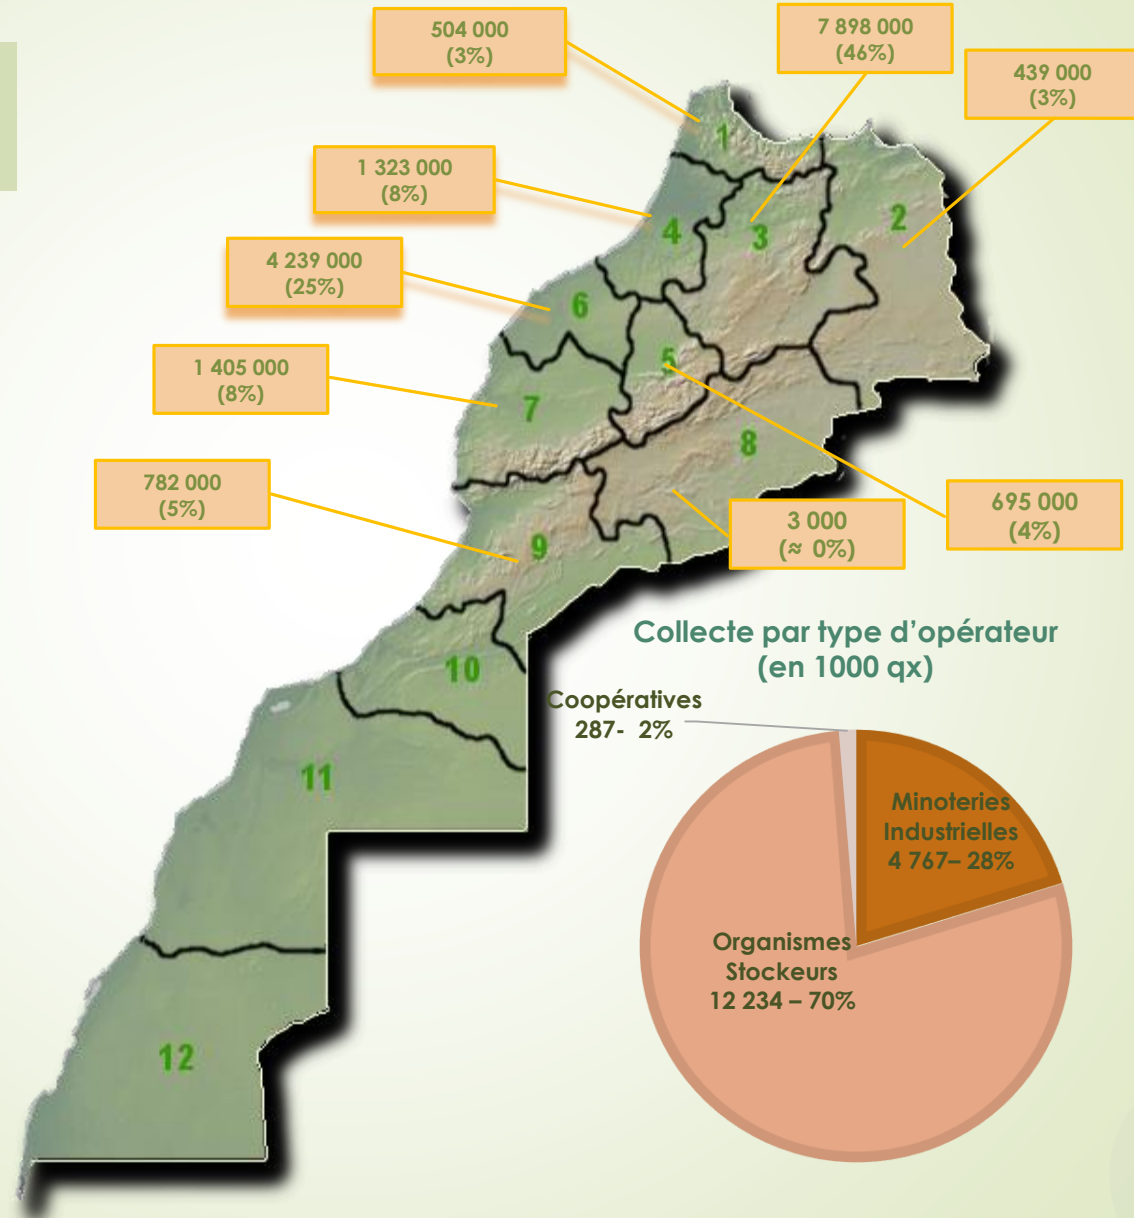 504 000
(3%)
7 898 000
(46%)
439 000
(3%)
1 323 000
(8%)
4 239 000
(25%)
1 405 000
(8%)
782 000
(5%)
3 000
(≈ 0%)
695 000
(4%)
1
2
3
4
5
6
7
8
9
10
11
12
Collecte par type d’opérateur
(en 1000 qx)
Coopératives
287- 2%
Minoteries
Industrielles
4 767– 28%
Organismes
Stockeurs
12 234 – 70%